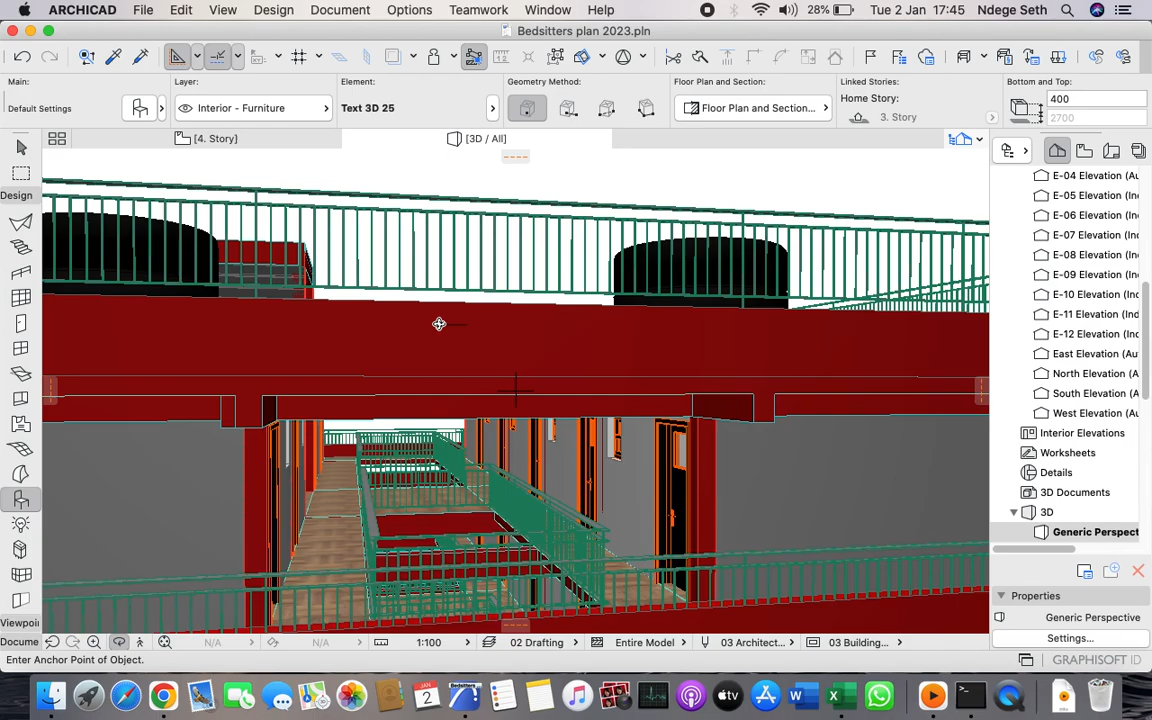 ARCHICAD File Edit View Design Document Options Teamwork Window Help 28% Tue 2 Jan 17:45 Ndege Seth
Bedsitters plan 2023.pln
Main: Layer: Element: Geometry Method: Floor Plan and Section: Linked Stories: Bottom and Top:
Default Settings Interior - Furniture Text 3D 25 Floor Plan and Section... Home Story: 400
3. Story 2700
[4. Story] [3D / All]
Design
E-04 Elevation (Au
E-05 Elevation (Inc
E-06 Elevation (Inc
E-07 Elevation (Inc
E-08 Elevation (Inc
E-09 Elevation (Inc
E-10 Elevation (Ind
E-11 Elevation (Ind
E-12 Elevation (Ind
East Elevation (Au
North Elevation (A
South Elevation (A
West Elevation (Au
Interior Elevations
Worksheets
Details
3D Documents
3D
Generic Perspect
Properties
Generic Perspective
Settings...
Viewpoi
Docume N/A N/A 1:100 02 Drafting Entire Model 03 Architect... 03 Building...
Enter Anchor Point of Object. GRAPHISOFT ID